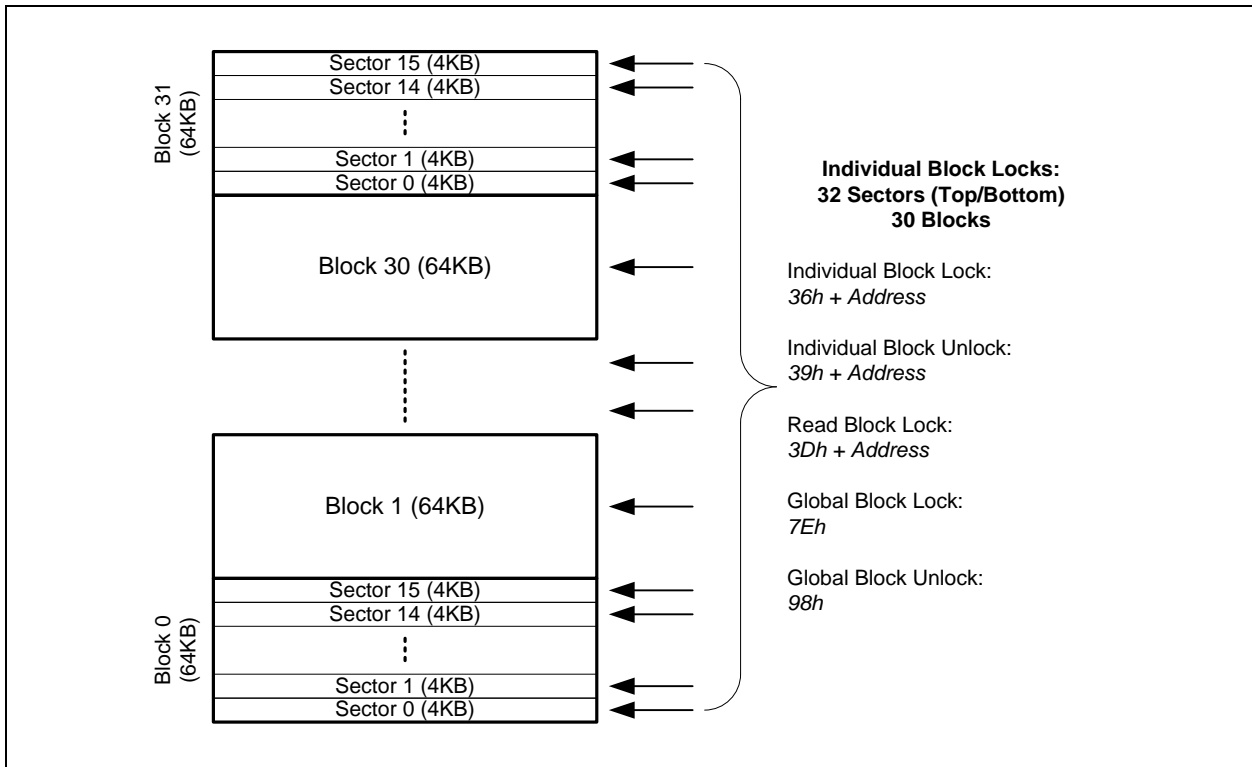 Block 31
(64KB)
Sector 15 (4KB)
Sector 14 (4KB)
Sector 1 (4KB)
Sector 0 (4KB)
Block 30 (64KB)
Block 1 (64KB)
Block 0
(64KB)
Sector 15 (4KB)
Sector 14 (4KB)
Sector 1 (4KB)
Sector 0 (4KB)
Individual Block Locks:
32 Sectors (Top/Bottom)
30 Blocks
Individual Block Lock:
36h + Address
Individual Block Unlock:
39h + Address
Read Block Lock:
3Dh + Address
Global Block Lock:
7Eh
Global Block Unlock:
98h